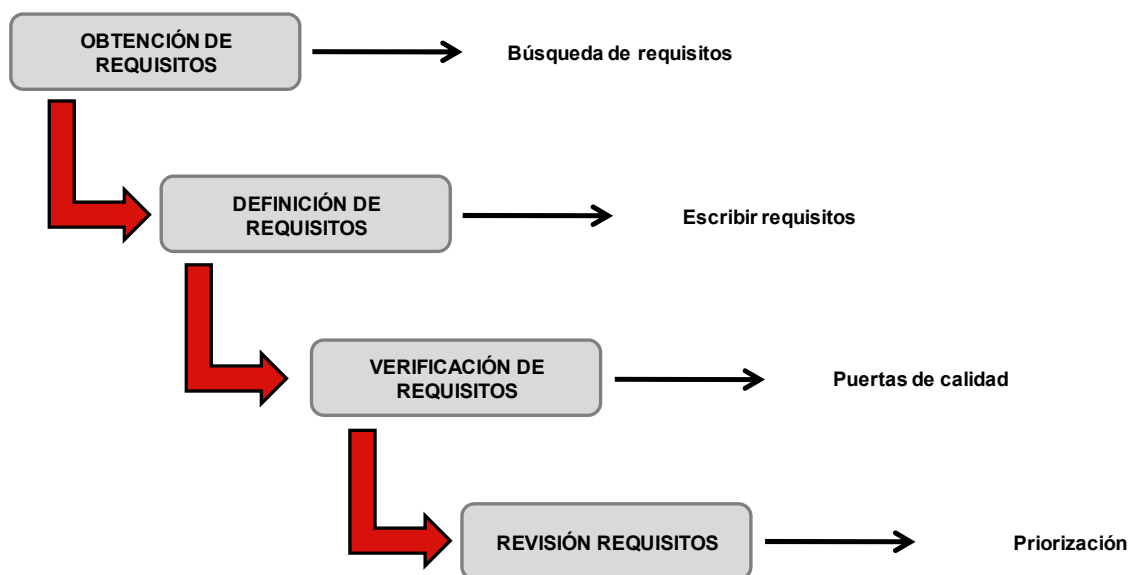 OBTENCIÓN DE
REQUISITOS
Búsqueda de requisitos
DEFINICIÓN DE
REQUISITOS
Escribir requisitos
VERIFICACIÓN DE
REQUISITOS
Puertas de calidad
REVISIÓN REQUISITOS
Priorización